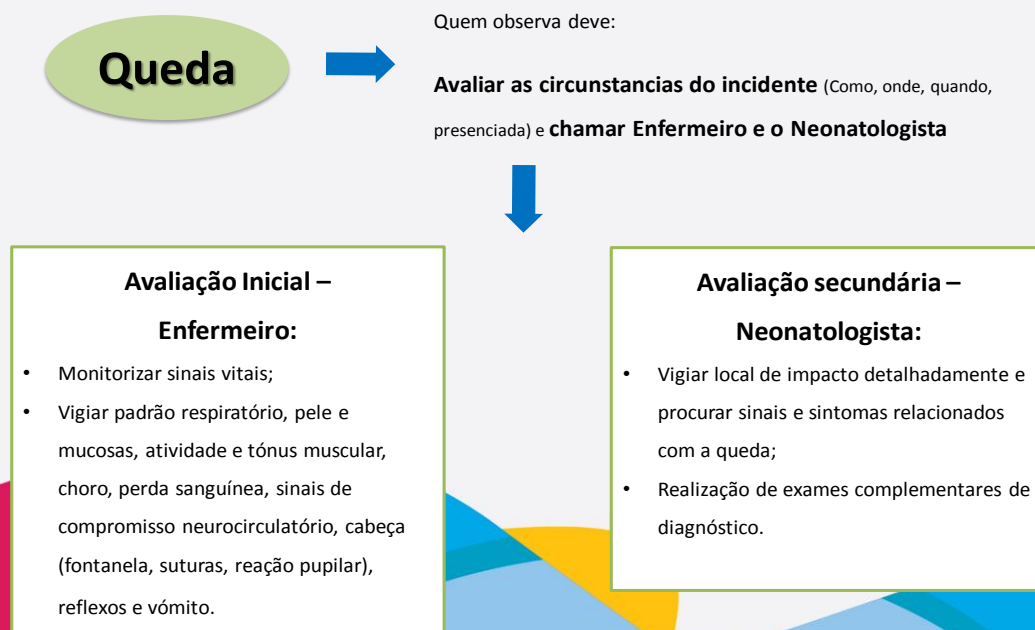 Queda
Quem observa deve:
Avaliar as circunstancias do incidente (Como, onde, quando,
presenciada) e chamar Enfermeiro e o Neonatologista
Avaliação Inicial –
Enfermeiro:
• Monitorizar sinais vitais;
• Vigiar padrão respiratório, pele e
mucosas, atividade e tónus muscular,
choro, perda sanguínea, sinais de
compromisso neurocirculatório, cabeça
(fontanela, suturas, reação pupilar),
reflexos e vómito.
Avaliação secundária –
Neonatologista:
• Vigiar local de impacto detalhadamente e
procurar sinais e sintomas relacionados
com a queda;
• Realização de exames complementares de
diagnóstico.